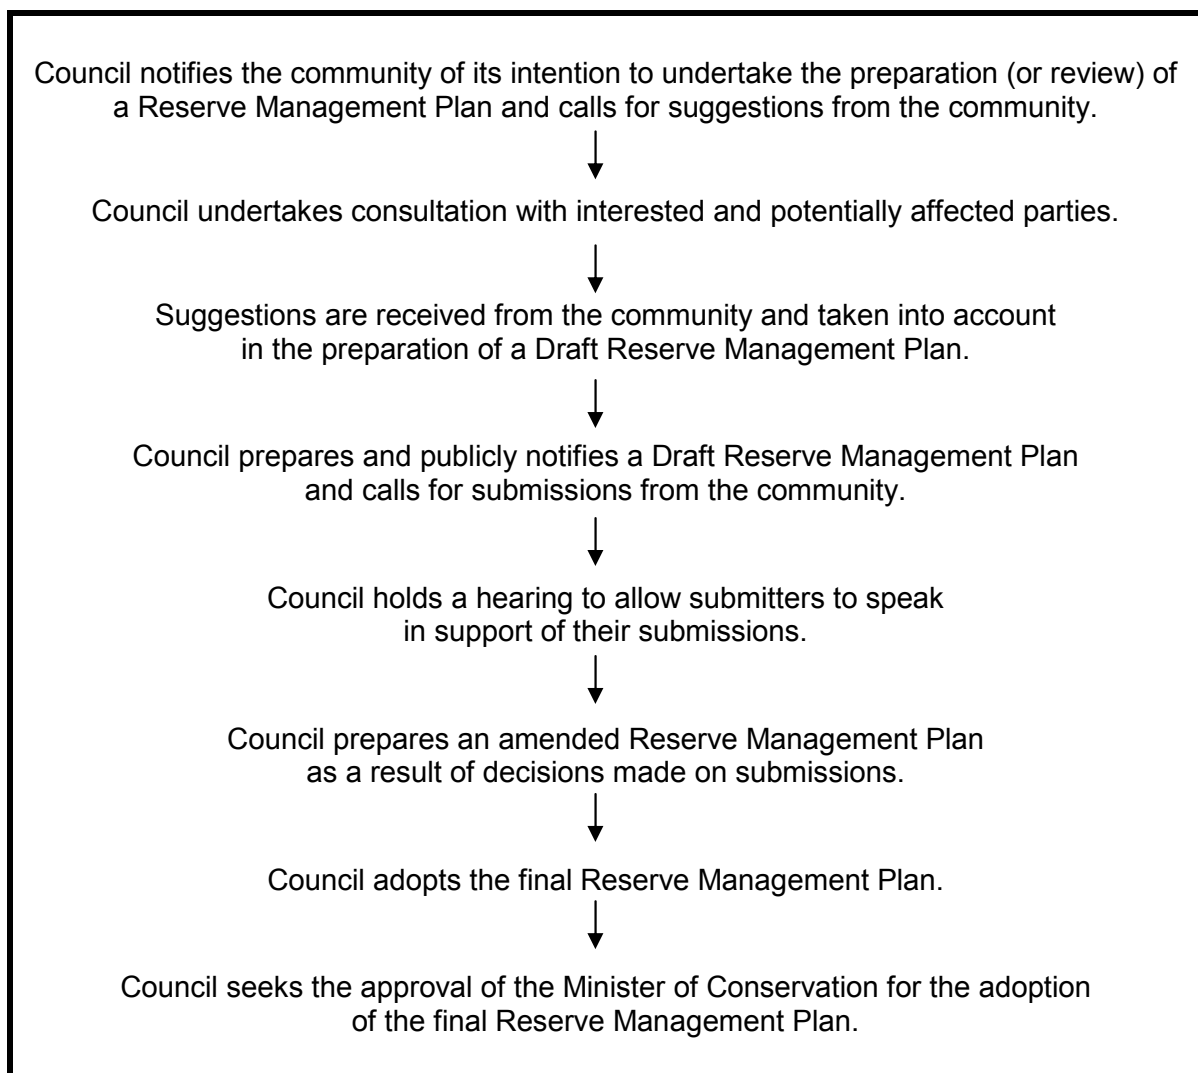 Council notifies the community of its intention to undertake the preparation (or review) of
a Reserve Management Plan and calls for suggestions from the community.
Council undertakes consultation with interested and potentially affected parties.
Suggestions are received from the community and taken into account
in the preparation of a Draft Reserve Management Plan.
Council prepares and publicly notifies a Draft Reserve Management Plan
and calls for submissions from the community.
Council holds a hearing to allow submitters to speak
in support of their submissions.
Council prepares an amended Reserve Management Plan
as a result of decisions made on submissions.
Council adopts the final Reserve Management Plan.
Council seeks the approval of the Minister of Conservation for the adoption
of the final Reserve Management Plan.